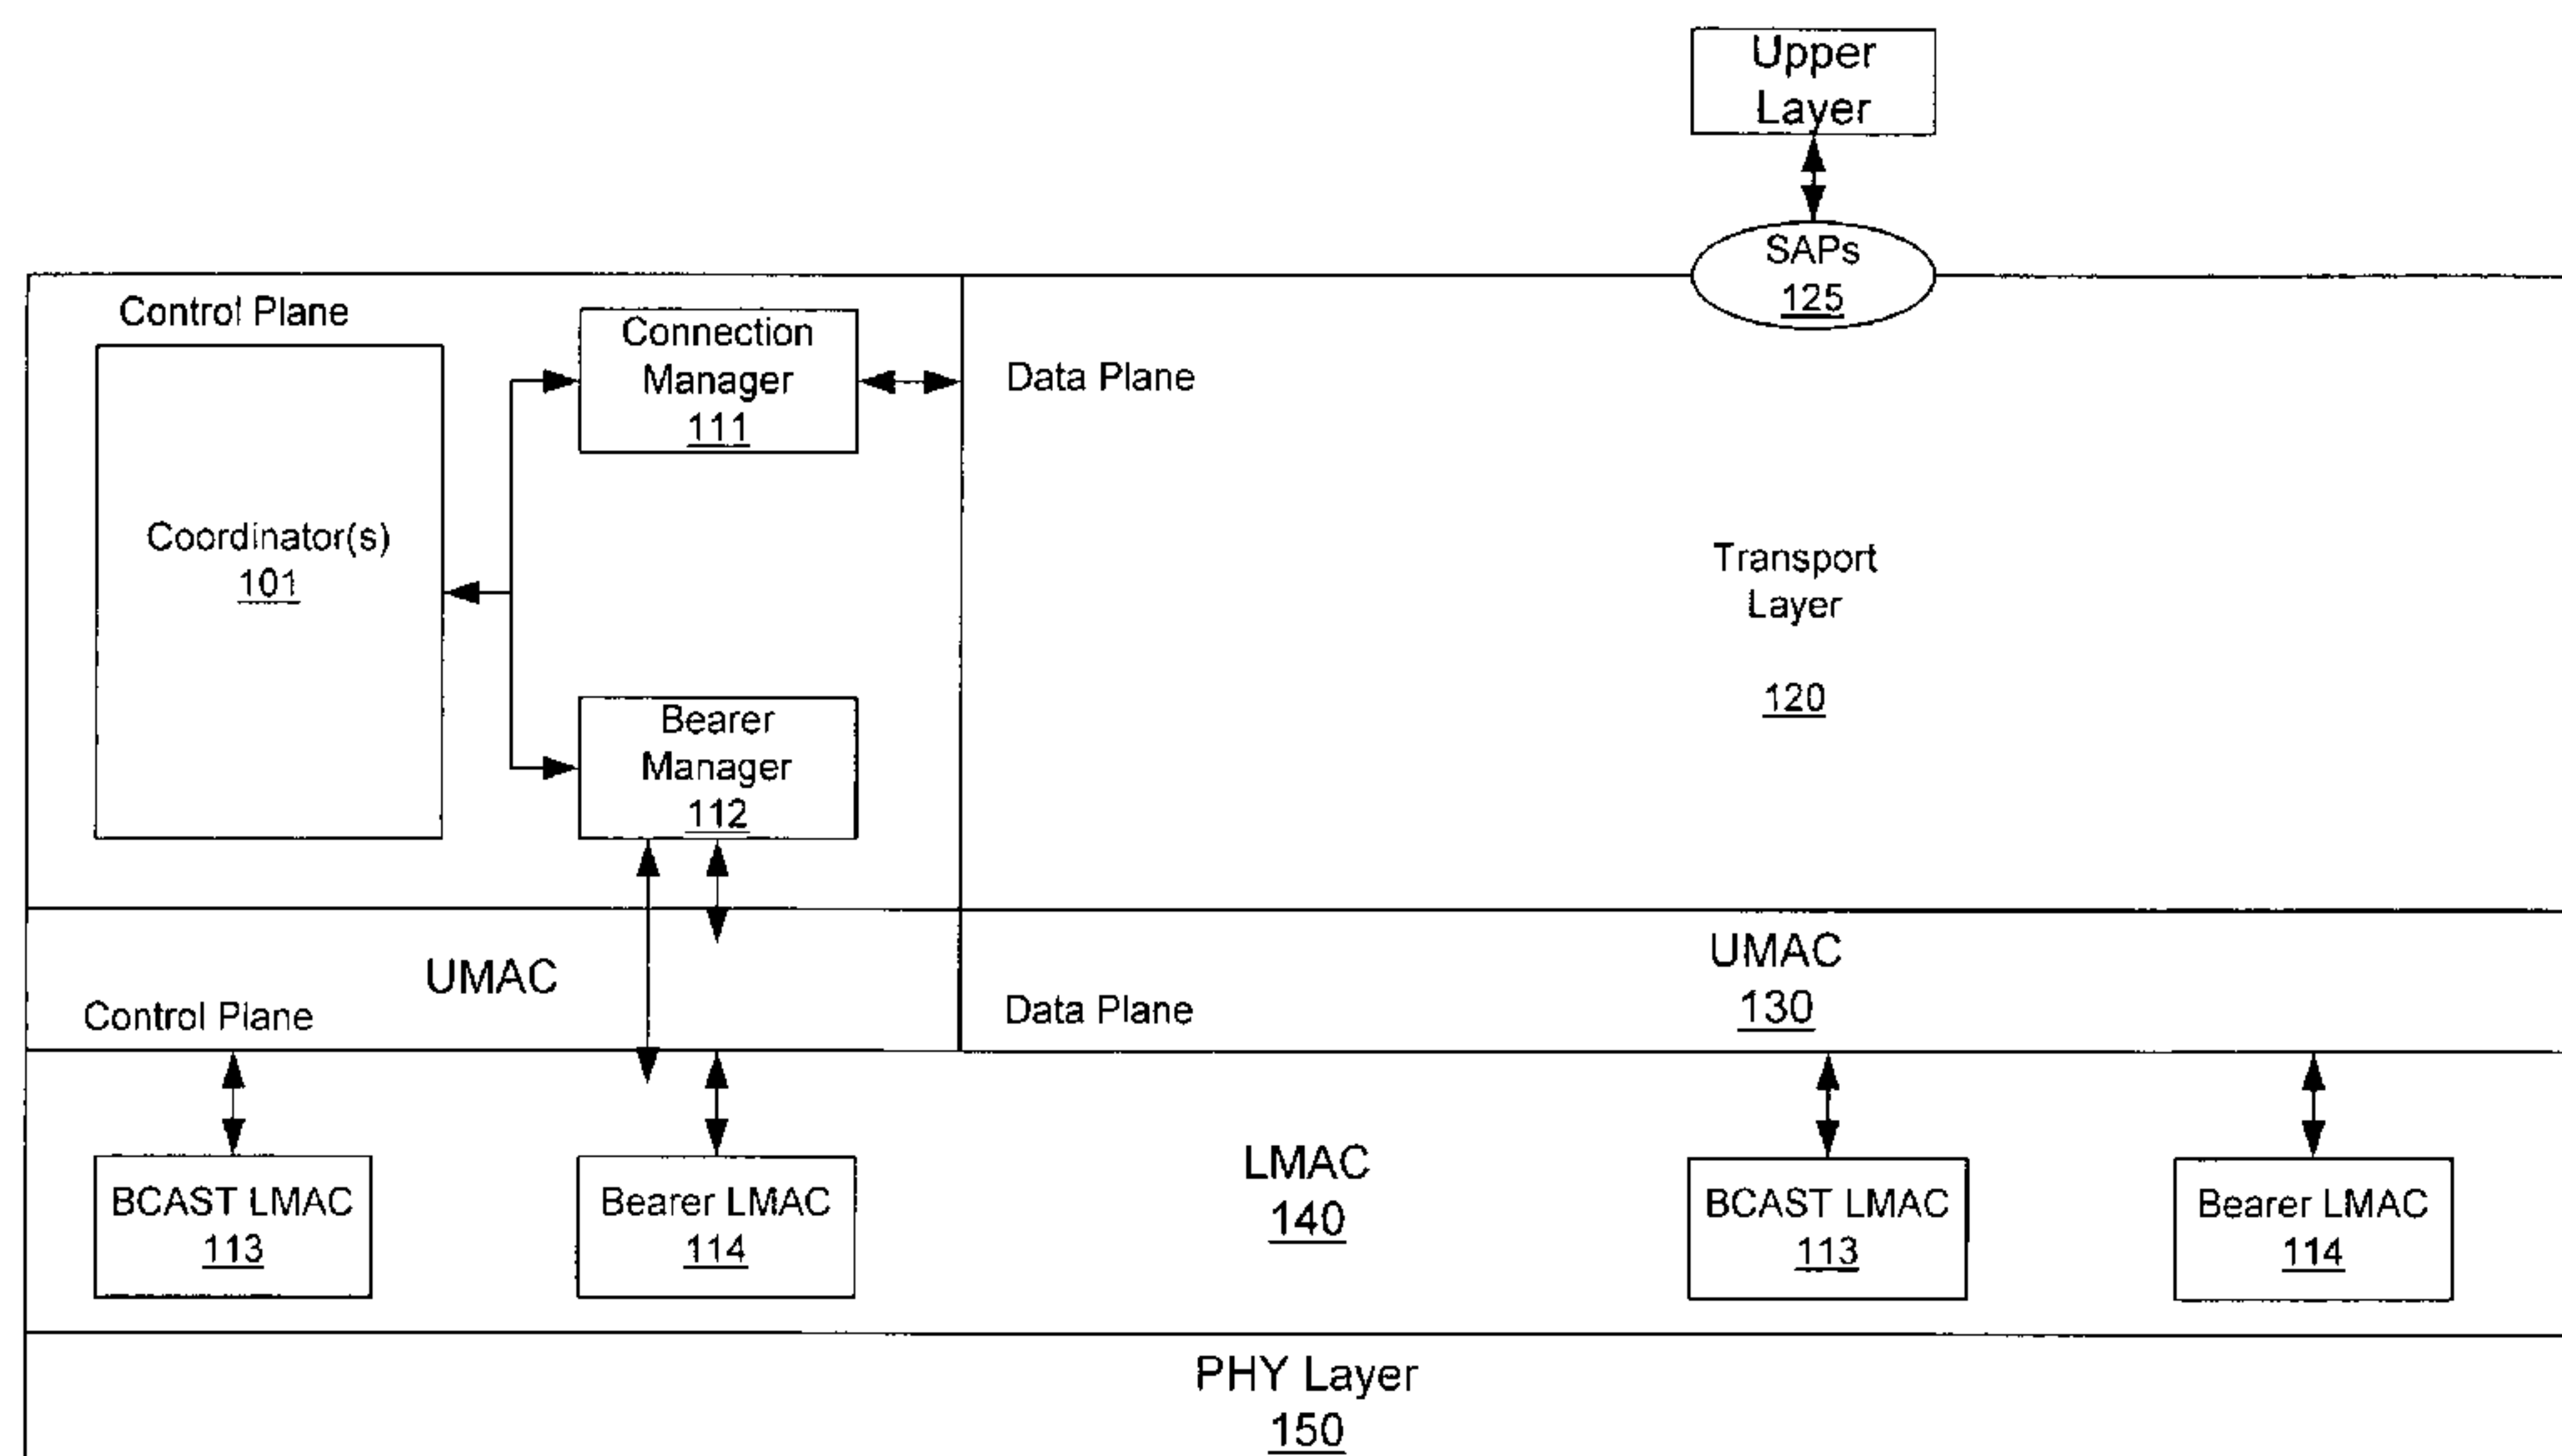 Upper
Layer
SAPs
125
Control Plane
Connection
Manager
111
Data Plane
Coordinator(s)
101
Transport
Layer
120
Bearer
Manager
112
UMAC
Control Plane
UMAC
130
Data Plane
BCAST LMAC
113
Bearer LMAC
114
LMAC
140
BCAST LMAC
113
Bearer LMAC
114
PHY Layer
150